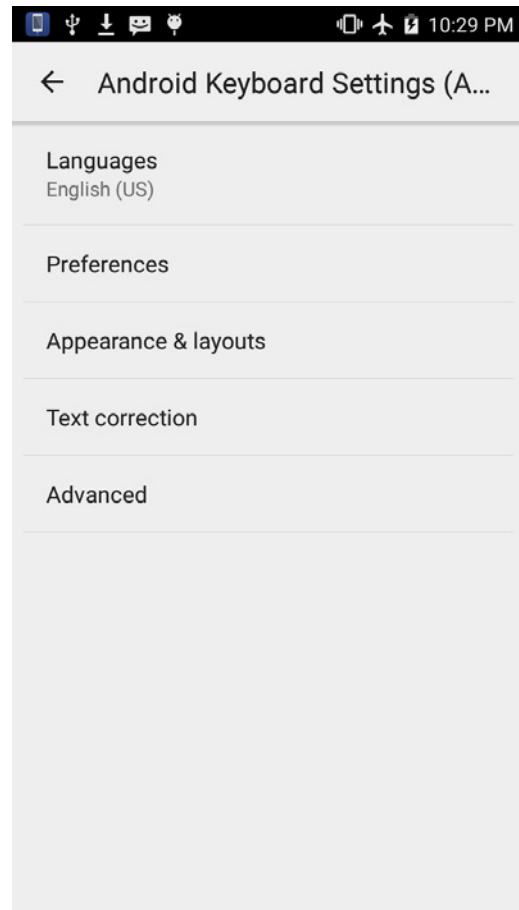 10:29 PM
Android Keyboard Settings (A...
Languages
English (US)
Preferences
Appearance & layouts
Text correction
Advanced